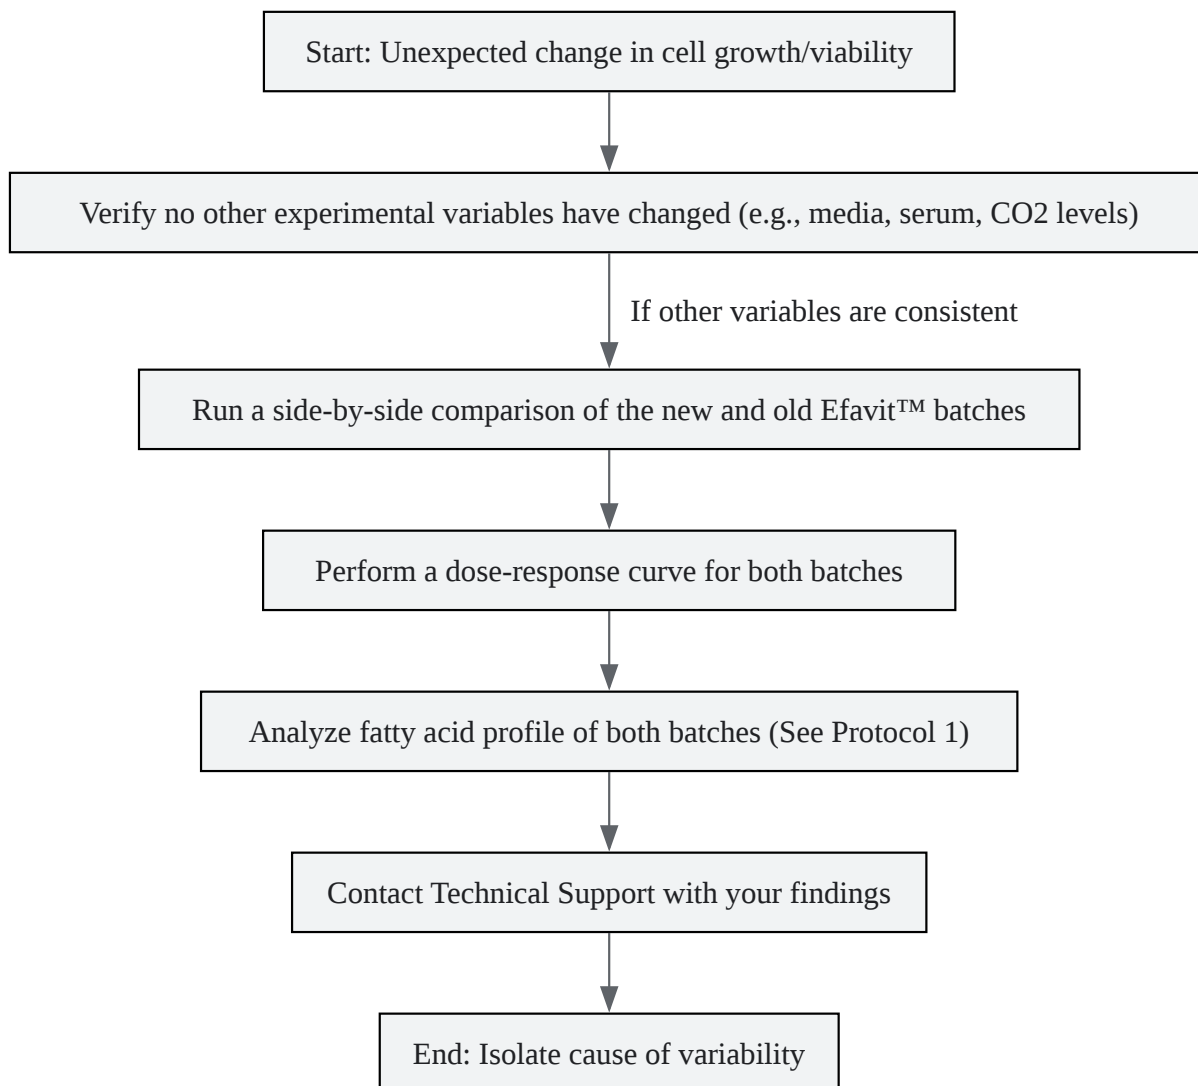 Start: Unexpected change in cell growth/viability
Verify no other experimental variables have changed (e.g., media, serum, CO2 levels)
If other variables are consistent
Run a side-by-side comparison of the new and old Efavit™ batches
Perform a dose-response curve for both batches
Analyze fatty acid profile of both batches (See Protocol 1)
Contact Technical Support with your findings
End: Isolate cause of variability